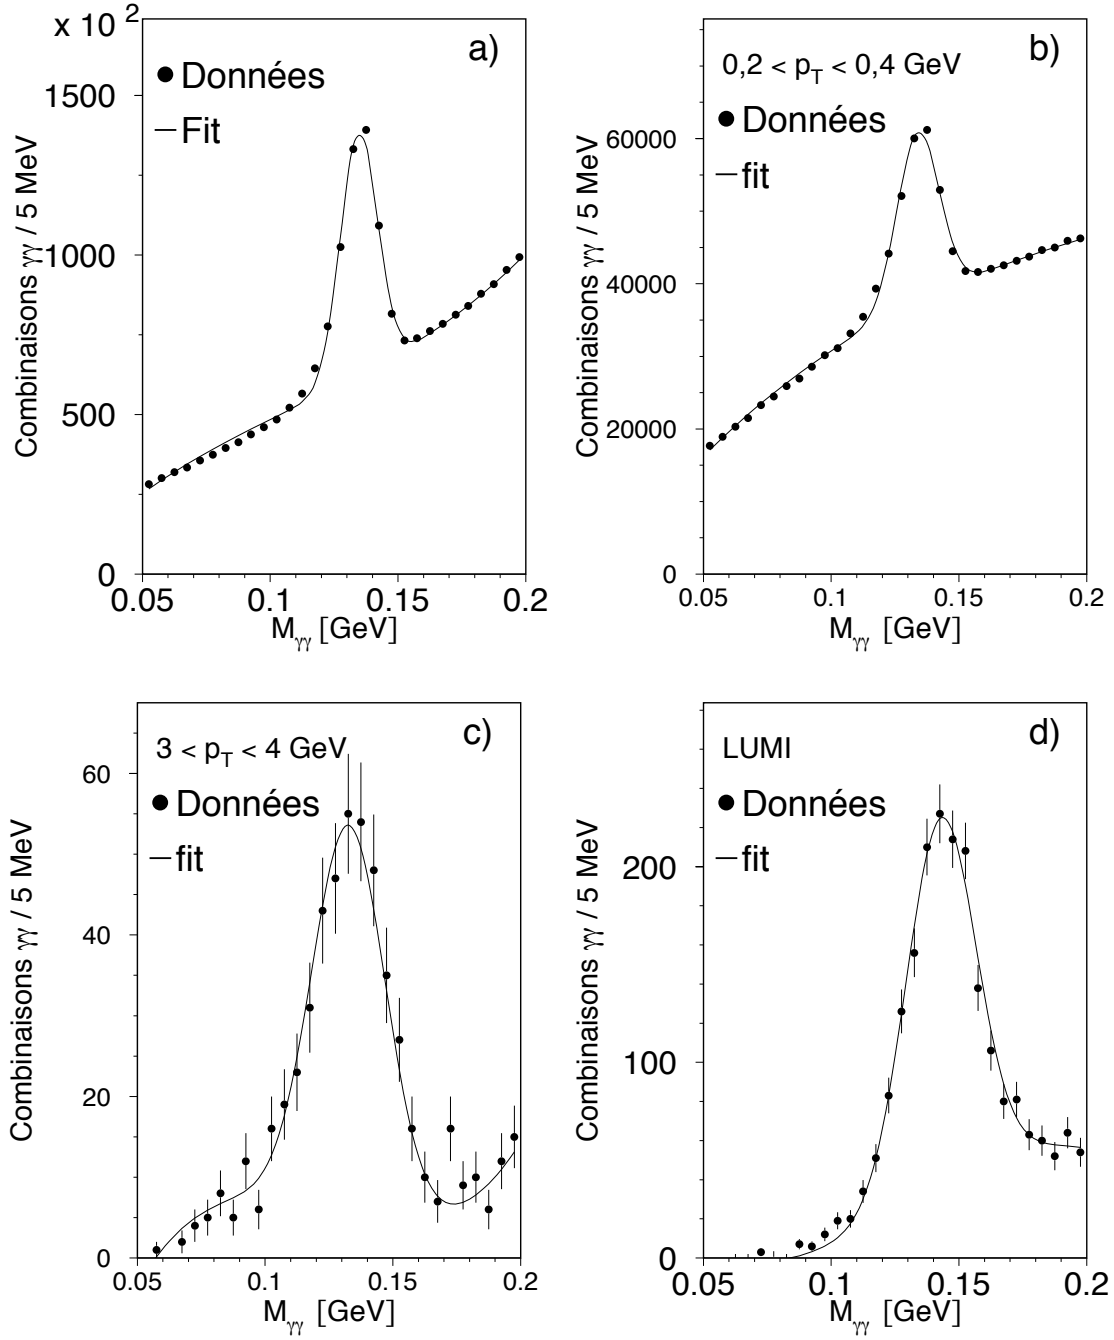 x 10 2
a)
Données
Fit
1500
1000
500
0
0.05 0.1 0.15 0.2
Mγγ [GeV]
Combinaisons γγ / 5 MeV
b)
0,2 < pT < 0,4 GeV
Données
fit
60000
40000
20000
0
0.05 0.1 0.15 0.2
Mγγ [GeV]
Combinaisons γγ / 5 MeV
c)
3 < pT < 4 GeV
Données
fit
60
40
20
0
0.05 0.1 0.15 0.2
Mγγ [GeV]
Combinaisons γγ / 5 MeV
d)
LUMI
Données
fit
200
100
0
0.05 0.1 0.15 0.2
Mγγ [GeV]
Combinaisons γγ / 5 MeV